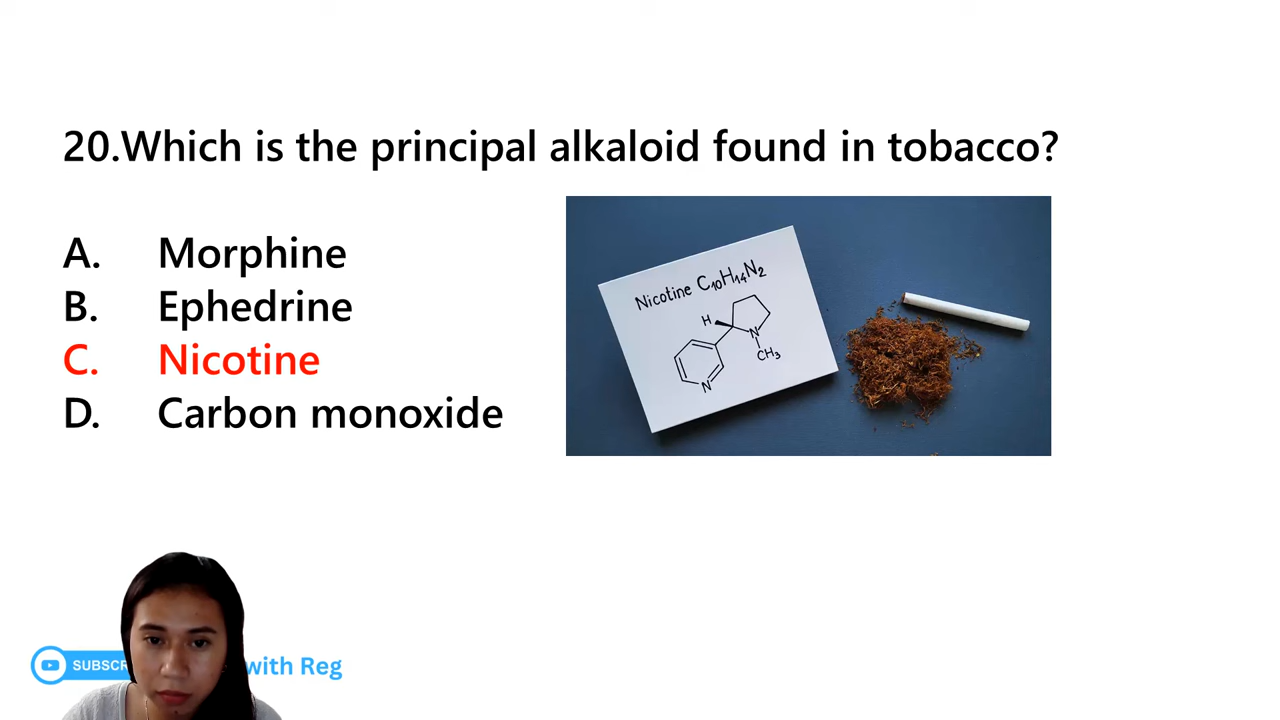 20.Which is the principal alkaloid found in tobacco?
A. Morphine
B. Ephedrine
C. Nicotine
D. Carbon monoxide
Nicotine C₁₀H₁₄N₂
H
N
CH₃
N
with Reg